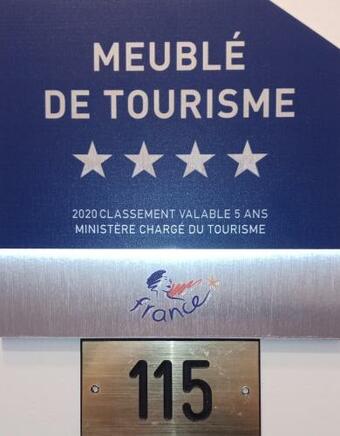 MEUBLÉ
DE TOURISME
2020 CLASSEMENT VALABLE 5 ANS
MINISTÈRE CHARGÉ DU TOURISME
france
115